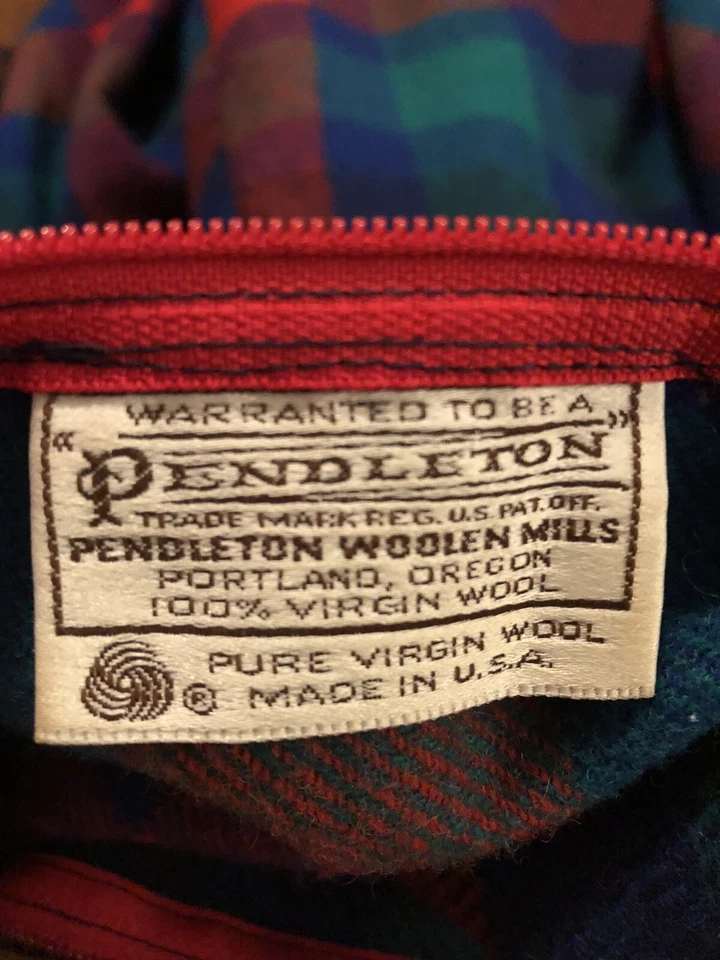 WARRANTED TO BE A
"PENDLETON"
TRADE MARK REG. U.S. PAT. OFF.
PENDLETON WOOLEN MILLS
PORTLAND, OREGON
100% VIRGIN WOOL
PURE VIRGIN WOOL
® MADE IN U.S.A.